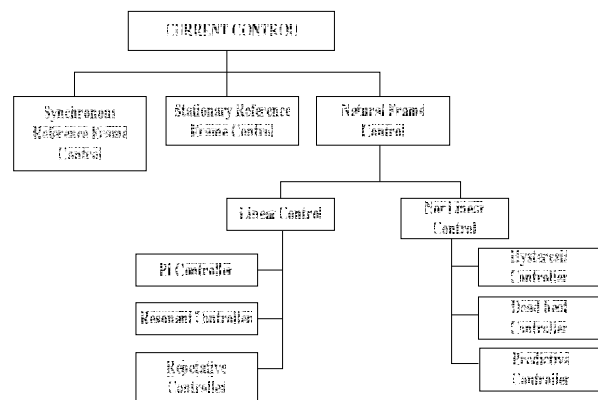 CURRENT CONTROL
Synchronous
Reference Frame
Control
Stationary Reference
Frame Control
Natural Frame
Control
Linear Control
Non Linear
Control
PI Controller
Resonant Controller
Repetative
Controller
Hysteresis
Controller
Dead beat
Controller
Predictive
Controller